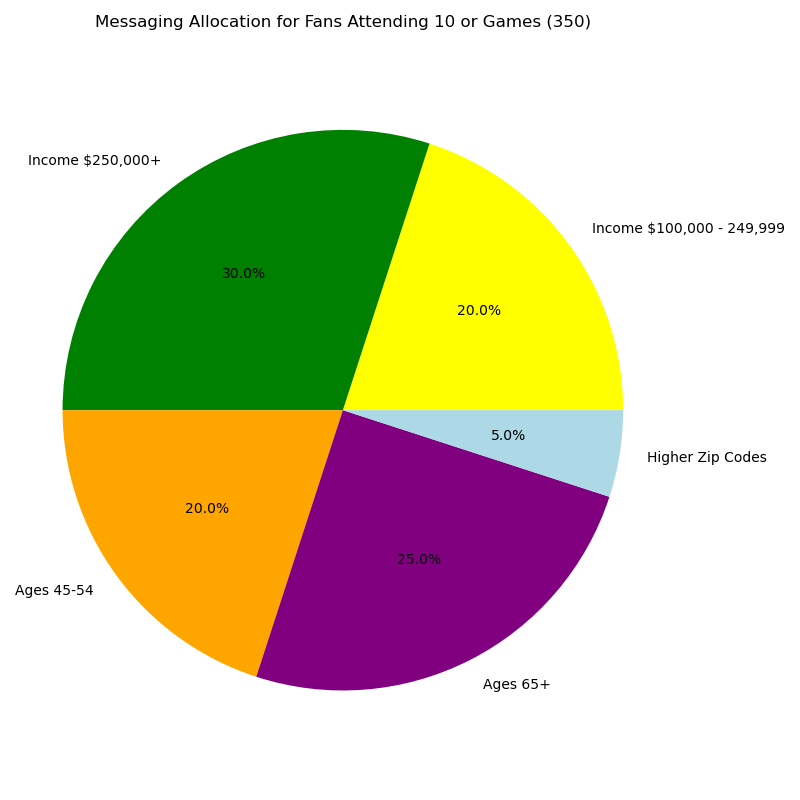 Messaging Allocation for Fans Attending 10 or Games (350)
Income $250,000+
Income $100,000 - 249,999
30.0%
20.0%
5.0%
Higher Zip Codes
20.0%
25.0%
Ages 45-54
Ages 65+